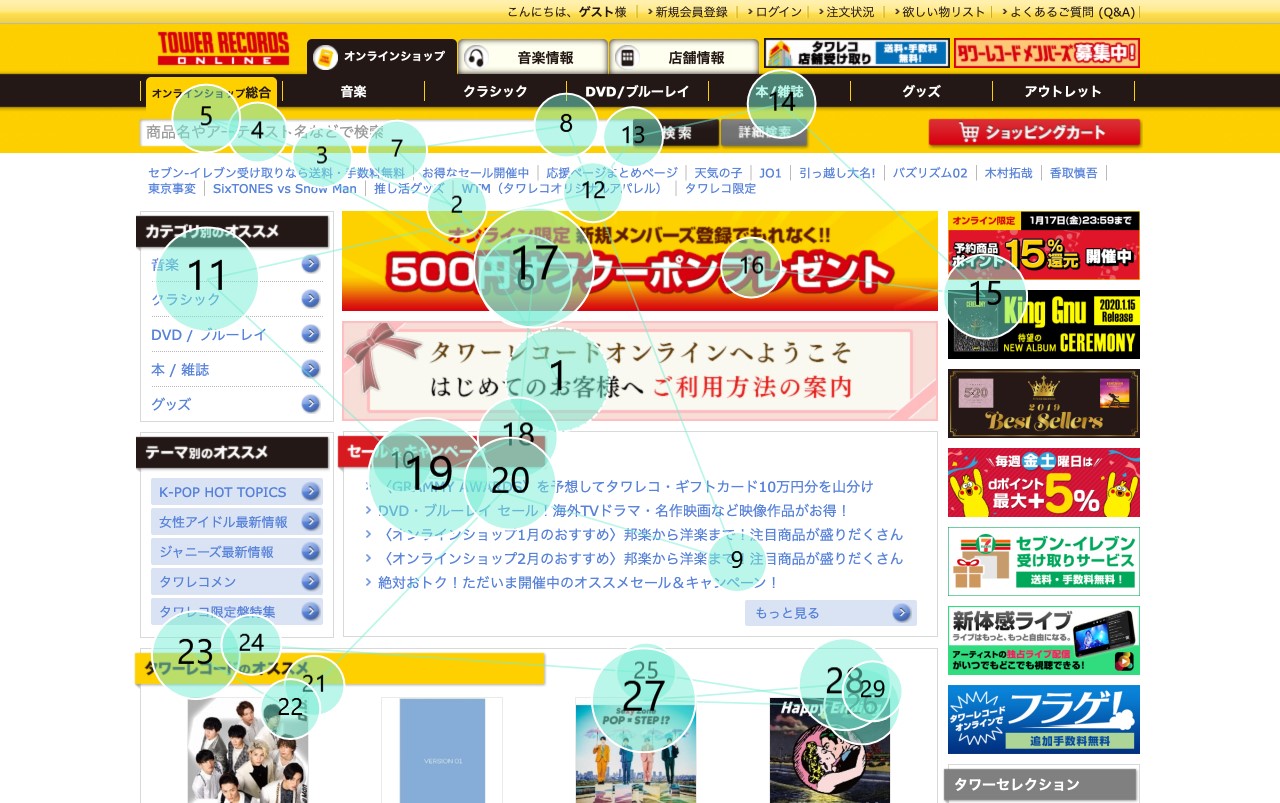 こんにちは、ゲスト様 新規会員登録 ログイン 注文状況 欲しい物リスト よくあるご質問 (Q&A)
TOWER RECORDS
ONLINE
オンラインショップ 音楽情報 店舗情報
タワレコ
店舗受け取り
送料・手数料
無料!
タワーレコード メンバーズ募集中!
オンラインショップ総合 音楽 クラシック DVD/ブルーレイ 本/雑誌 グッズ アウトレット
商品名やアーティスト名などで検索 検索 詳細検索 ショッピングカート
5 4 3 7 8 13 14
セブン-イレブン受け取りなら送料・手数料無料 お得なセール開催中 応援ページまとめページ 天気の子 JO1 引っ越し大名! バズリズム02 木村拓哉 香取慎吾
東京事変 SixTONES vs Snow Man 推し活グッズ WTM（タワレコオリジナルアパレル） タワレコ限定
2 12
カテゴリ別のオススメ
音楽
クラシック
DVD / ブルーレイ
本 / 雑誌
グッズ
11
オンライン限定 新規メンバーズ登録でもれなく!!
500円オフクーポンプレゼント
17 16
タワーレコードオンラインへようこそ
はじめてのお客様へ ご利用方法の案内
1
テーマ別のオススメ
K-POP HOT TOPICS
女性アイドル最新情報
ジャニーズ最新情報
タワレコメン
タワレコ限定盤特集
セール&キャンペーン
18
10
19 20
〈GRAMMY AWARDS〉を予想してタワレコ・ギフトカード10万円分を山分け
DVD・ブルーレイ セール！海外TVドラマ・名作映画など映像作品がお得！
〈オンラインショップ1月のおすすめ〉邦楽から洋楽まで！注目商品が盛りだくさん
〈オンラインショップ2月のおすすめ〉邦楽から洋楽まで！注目商品が盛りだくさん
9
絶対おトク！ただいま開催中のオススメセール＆キャンペーン！
もっと見る
タワーレコードのオススメ
23 24 21 22
25 27 28 29
VERSION 01
Sexy Zone
POP × STEP!?
Happy Ending
オンライン限定 1月17日(金)23:59まで
予約商品
ポイント 15%還元 開催中
15
King Gnu
2020.1.15
Release
待望の
NEW ALBUM CEREMONY
5×20
2019
Best Sellers
毎週 金土 曜日は
dポイント
最大+5%
セブン-イレブン
受け取りサービス
送料・手数料無料！
新体感ライブ
ライブはもっと、もっと自由になる。
アーティストの独占ライブ配信
がいつでもどこでも視聴できる!
タワーレコード
オンラインで
フラゲ!
追加手数料無料
タワーセレクション